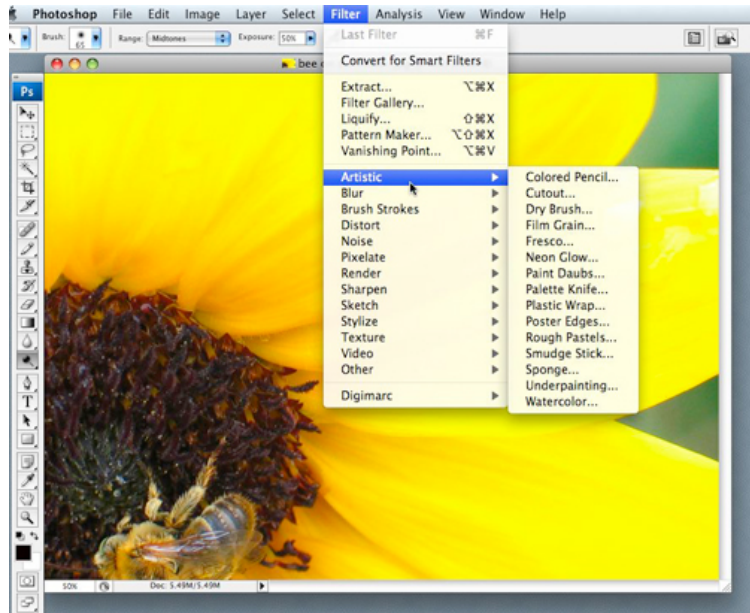 Photoshop File Edit Image Layer Select Filter Analysis View Window Help
Brush: 65 Range: Midtones Exposure: 50%
bee
Ps
Last Filter ⌘F
Convert for Smart Filters
Extract... ⌥⌘X
Filter Gallery...
Liquify... ⇧⌘X
Pattern Maker... ⌥⇧⌘X
Vanishing Point... ⌥⌘V
Artistic
Blur
Brush Strokes
Distort
Noise
Pixelate
Render
Sharpen
Sketch
Stylize
Texture
Video
Other
Digimarc
Colored Pencil...
Cutout...
Dry Brush...
Film Grain...
Fresco...
Neon Glow...
Paint Daubs...
Palette Knife...
Plastic Wrap...
Poster Edges...
Rough Pastels...
Smudge Stick...
Sponge...
Underpainting...
Watercolor...
T
50% Doc: 5.49M/5.49M